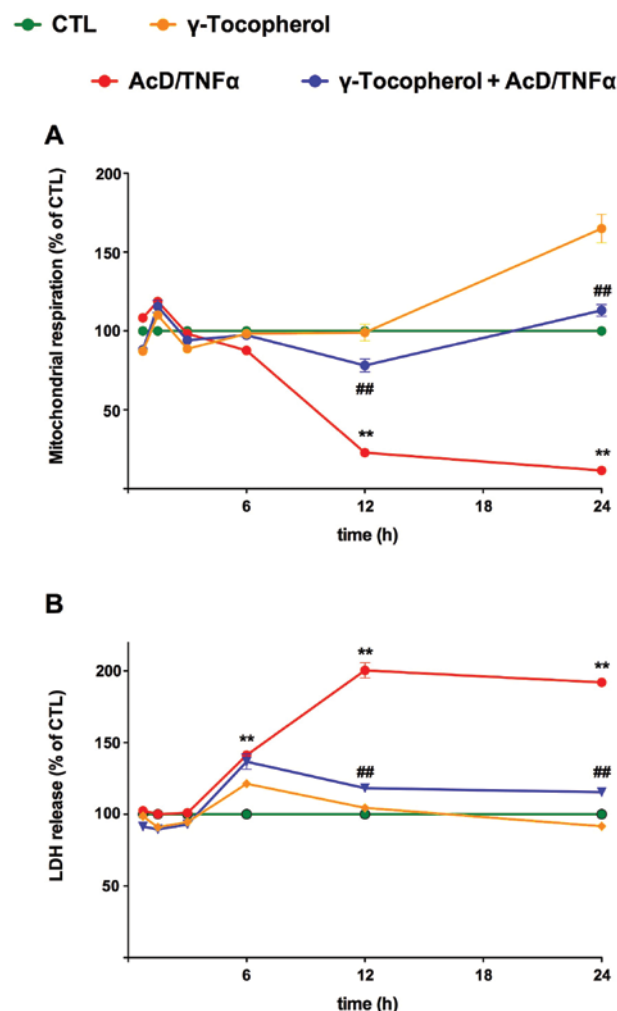 CTL γ-Tocopherol
AcD/TNFα γ-Tocopherol + AcD/TNFα
A
Mitochondrial respiration (% of CTL)
200
150
100
50
##
##
**
**
6 12 18 24
time (h)
B
LDH release (% of CTL)
200
150
100
50
**
**
**
##
##
6 12 18 24
time (h)